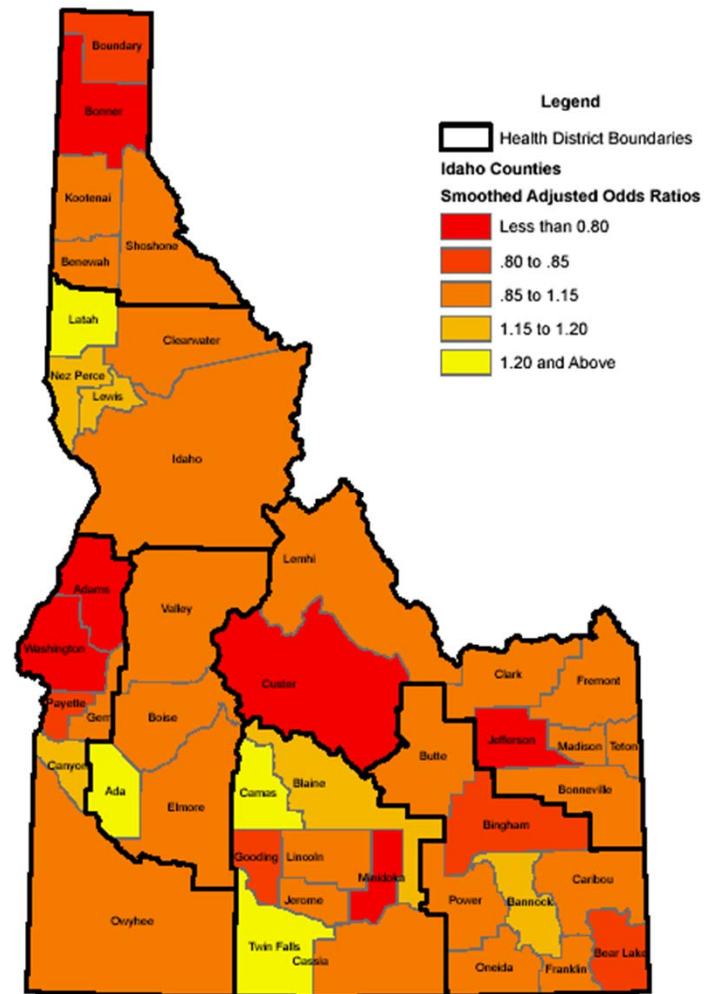 Boundary
Bonner
Legend
Health District Boundaries
Idaho Counties
Smoothed Adjusted Odds Ratios
Less than 0.80
.80 to .85
.85 to 1.15
1.15 to 1.20
1.20 and Above
Kootenai
Shoshone
Benewah
Latah
Clearwater
Nez Perce
Lewis
Idaho
Lemhi
Adams
Valley
Washington
Custer
Clark
Fremont
Payette
Gem
Boise
Jefferson
Madison
Teton
Butte
Canyon
Ada
Elmore
Camas
Blaine
Bonneville
Bingham
Gooding
Lincoln
Minidoka
Caribou
Jerome
Power
Bannock
Owyhee
Twin Falls
Cassia
Bear Lake
Oneida
Franklin